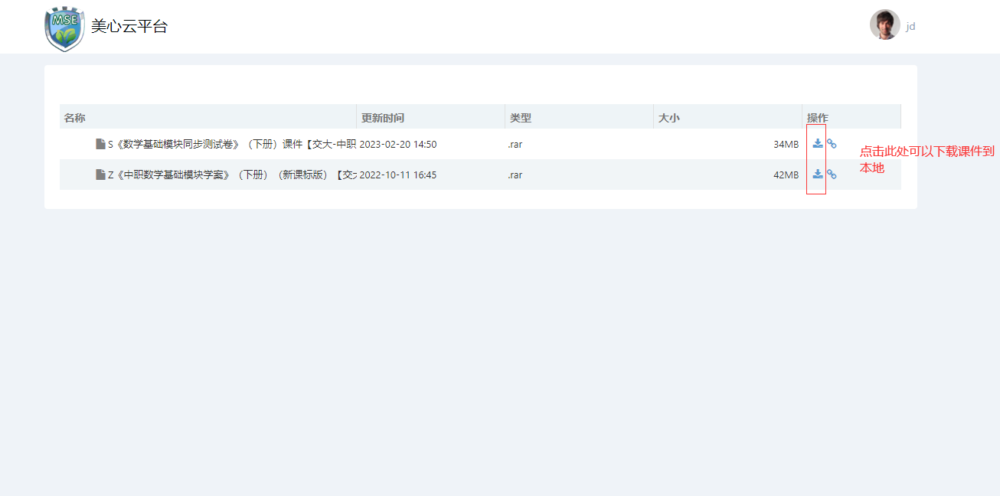 MSE
美心云平台
jd
名称 更新时间 类型 大小 操作
S《数学基础模块同步测试卷》（下册）课件【交大-中职 2023-02-20 14:50 .rar 34MB
点击此处可以下载课件到
本地
Z《中职数学基础模块学案》（下册）（新课标版）【交 2022-10-11 16:45 .rar 42MB